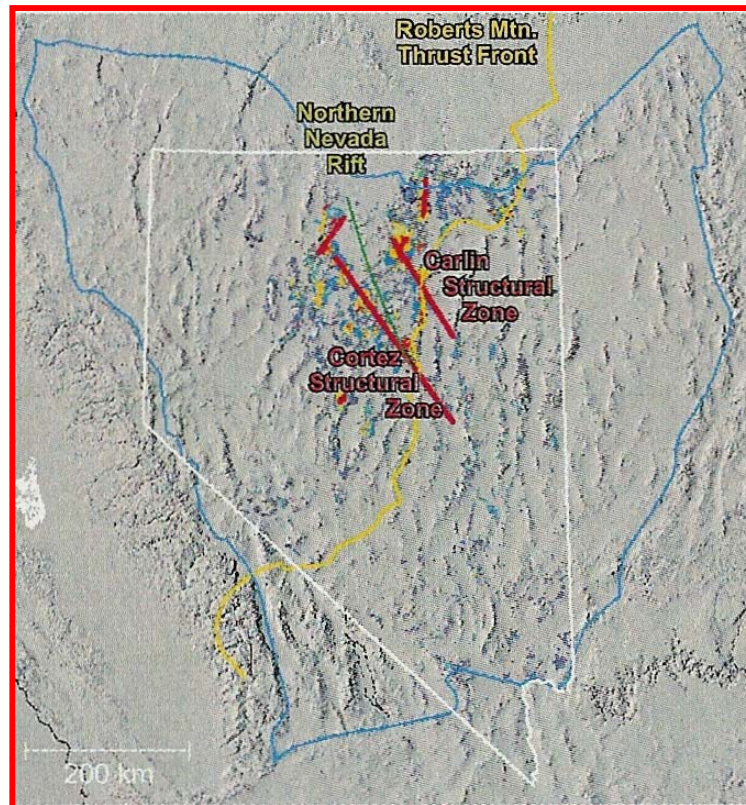 Roberts Mtn.
Thrust Front
Northern
Nevada
Rift
Carlin
Structural
Zone
Cortez
Structural
Zone
200 km